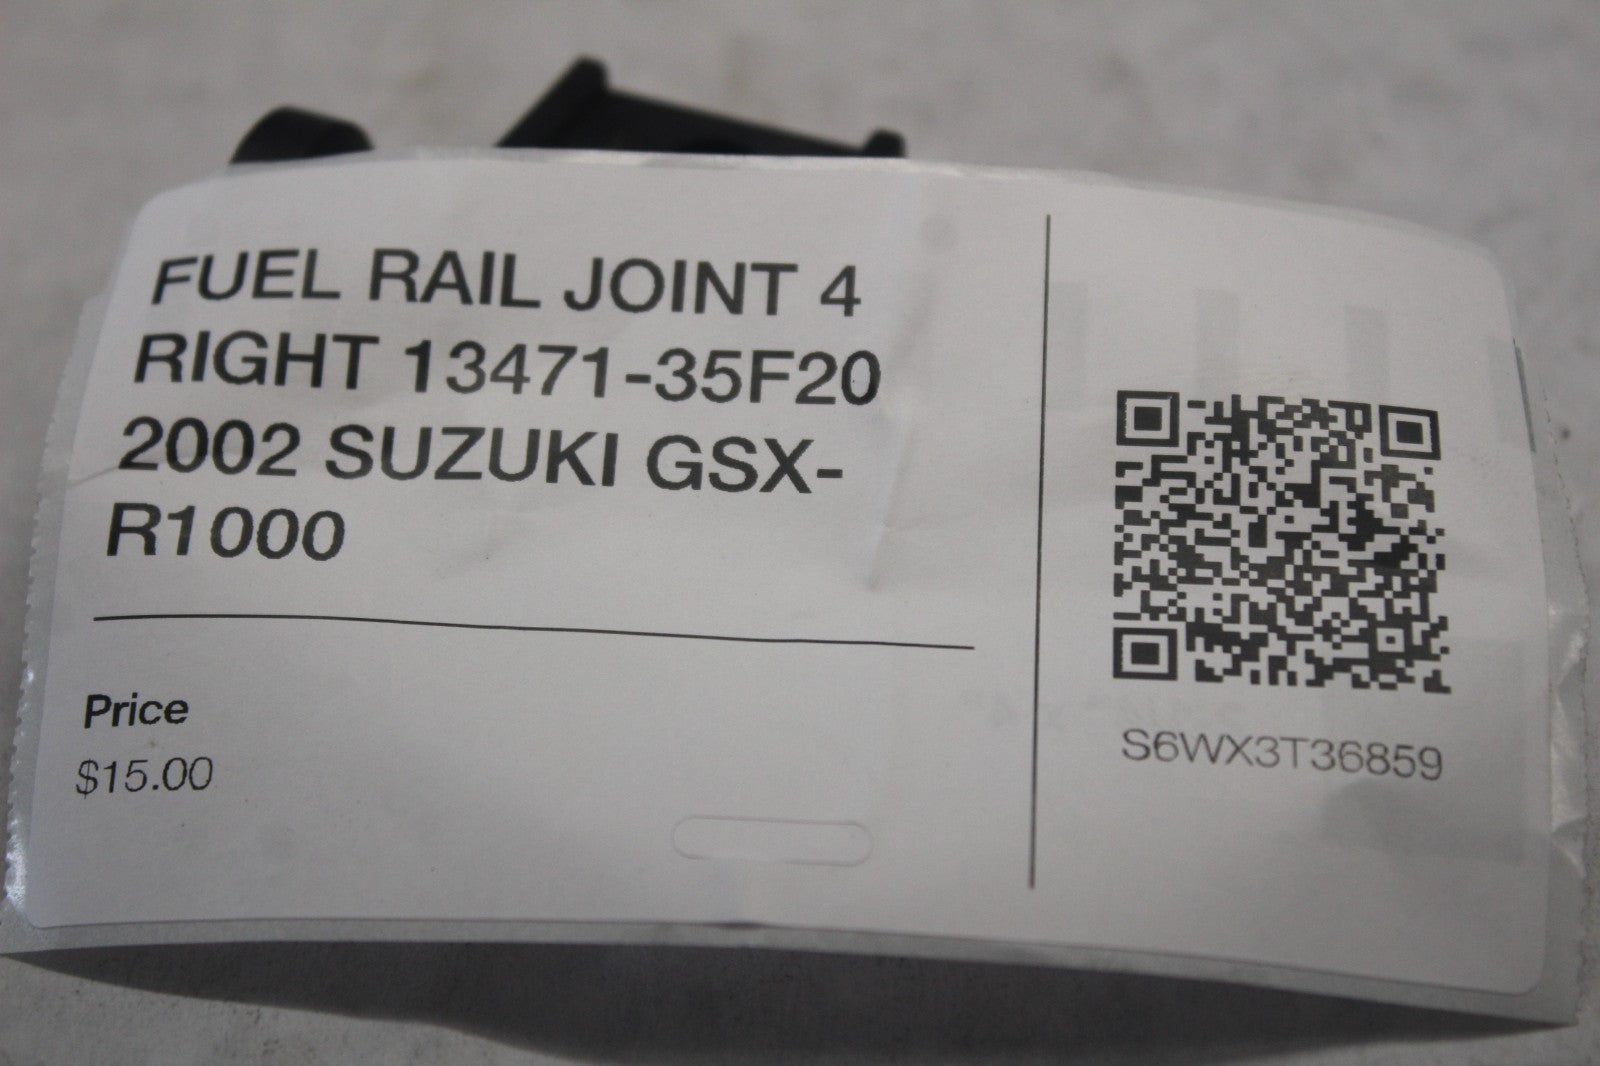 FUEL RAIL JOINT 4
RIGHT 13471-35F20
2002 SUZUKI GSX-
R1000
Price
$15.00
S6WX3T36859